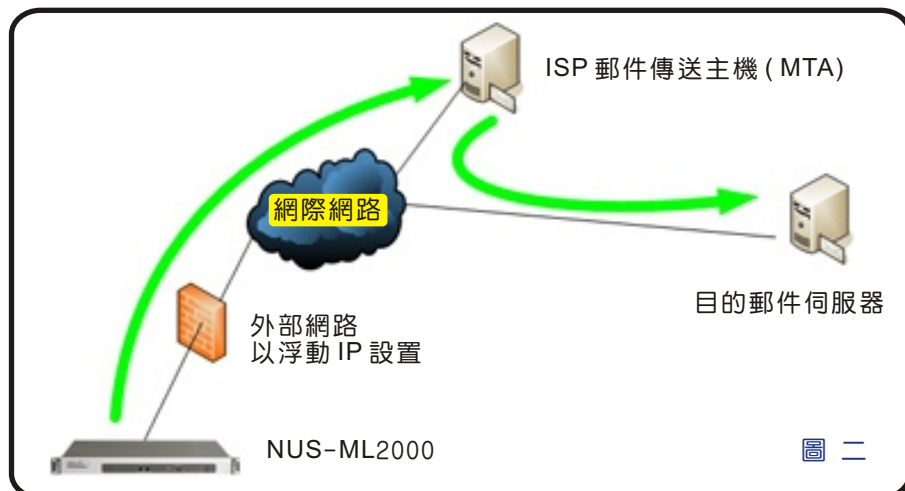 ISP 郵件傳送主機 ( MTA)
網際網路
目的郵件伺服器
外部網路
以浮動 IP 設置
NUS-ML2000
圖 二